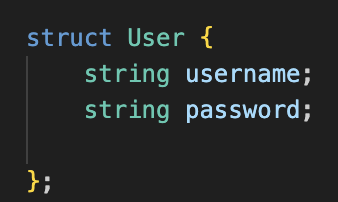 struct User {
    string username;
    string password;
};